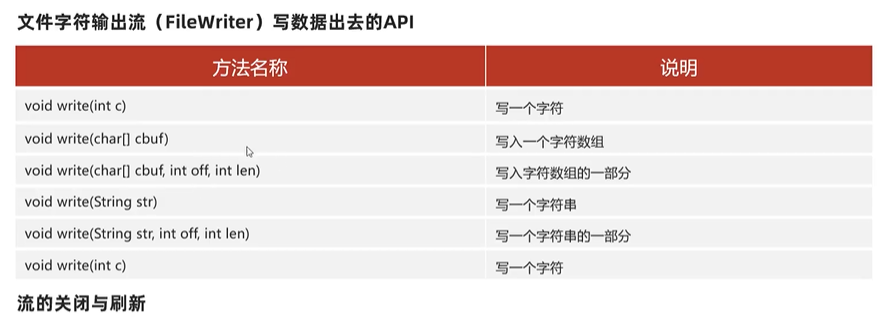 文件字符输出流（FileWriter）写数据出去的API
方法名称 说明
void write(int c) 写一个字符
void write(char[] cbuf) 写入一个字符数组
void write(char[] cbuf, int off, int len) 写入字符数组的一部分
void write(String str) 写一个字符串
void write(String str, int off, int len) 写一个字符串的一部分
void write(int c) 写一个字符
流的关闭与刷新